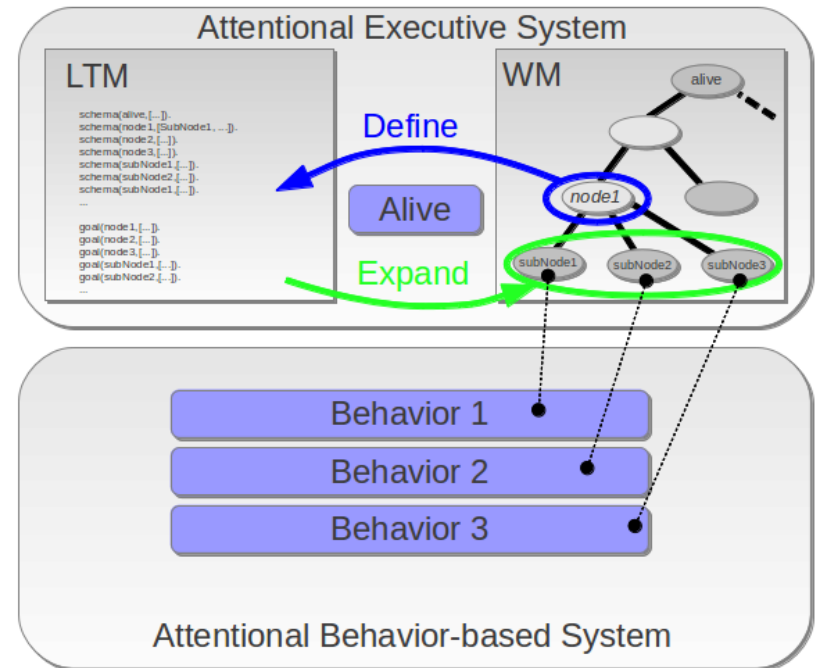 Attentional Executive System
LTM
schema(alive,[...]).
schema(node1,[SubNode1, ...]).
schema(node2,[...]).
schema(node3,[...]).
schema(subNode1,[...]).
schema(subNode2,[...]).
schema(subNode1,[...]).
...
goal(node1,[...]).
goal(node2,[...]).
goal(node3,[...]).
goal(subNode1,[...]).
goal(subNode2,[...]).
...
Define
Alive
Expand
WM
alive
node1
subNode1
subNode2
subNode3
Behavior 1
Behavior 2
Behavior 3
Attentional Behavior-based System